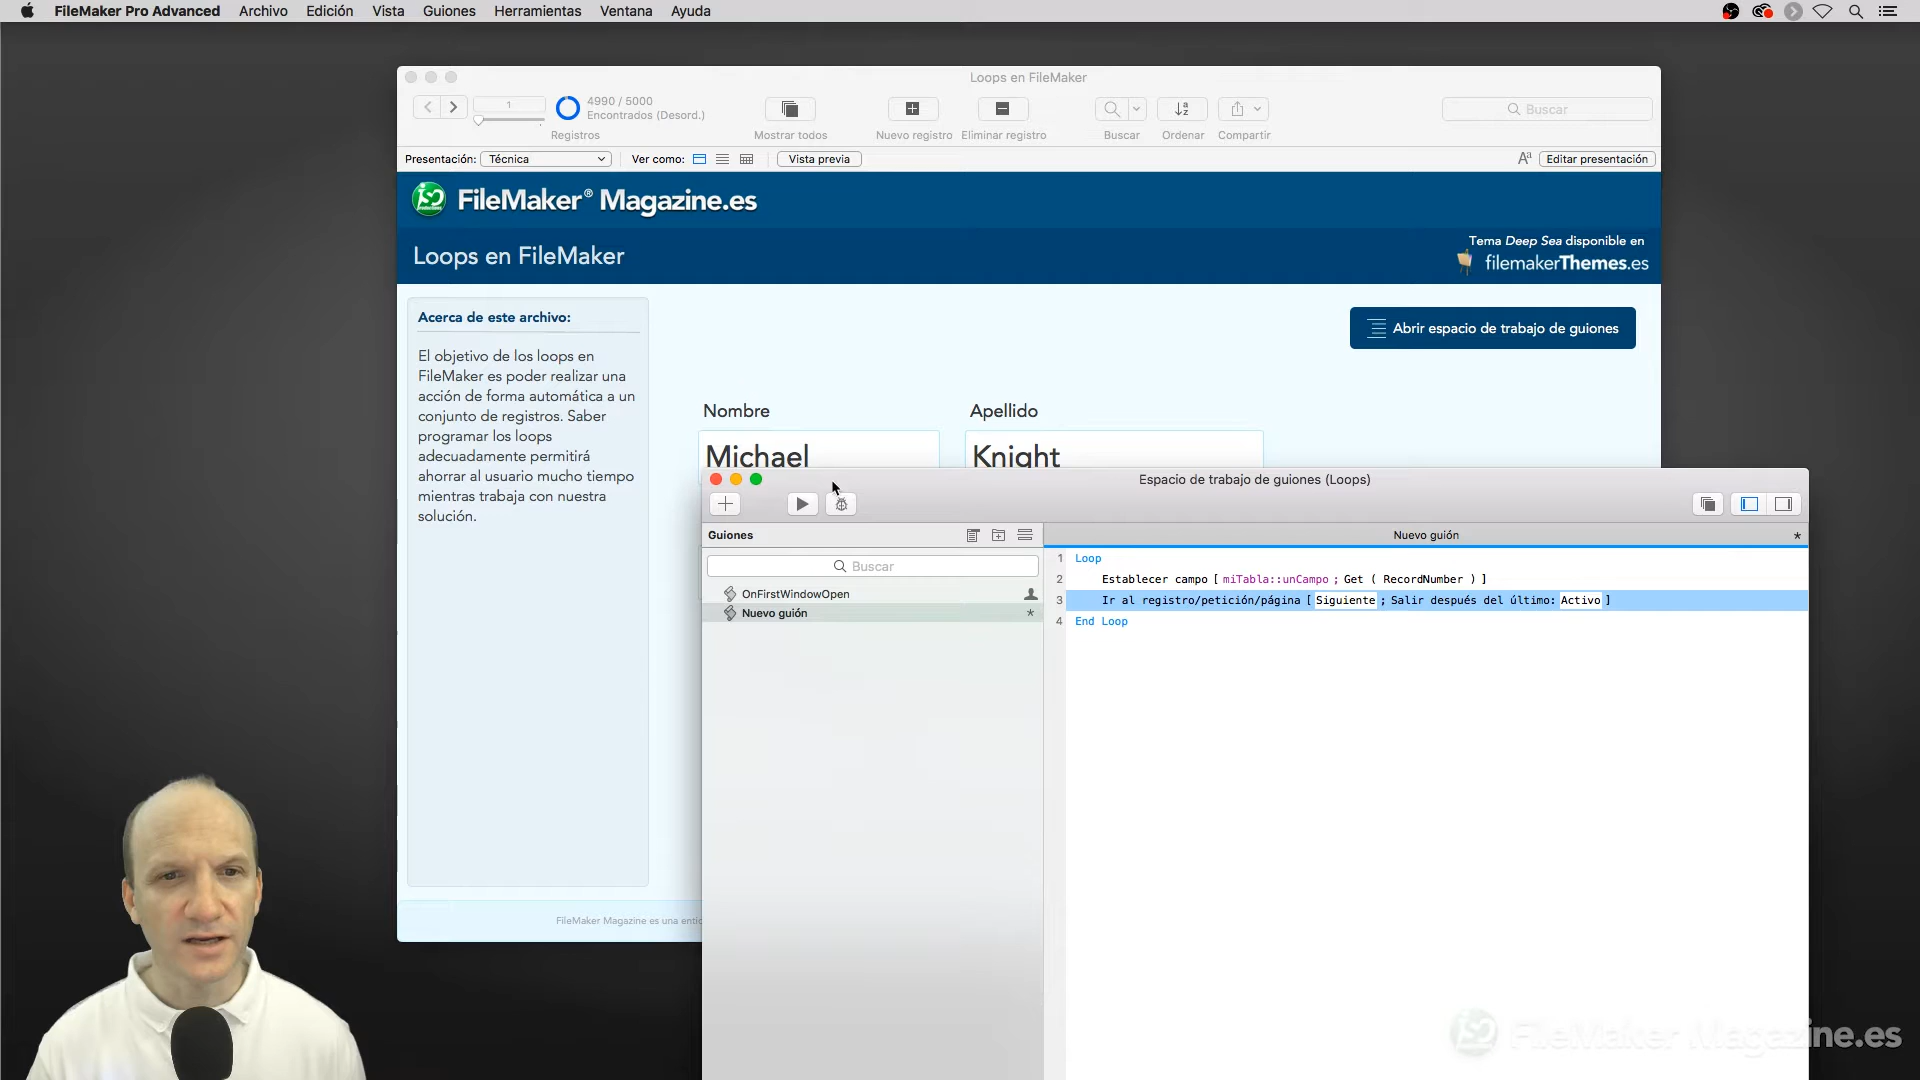 FileMaker Pro Advanced Archivo Edición Vista Guiones Herramientas Ventana Ayuda
Loops en FileMaker
1
4990 / 5000
Encontrados (Desord.)
Registros
Mostrar todos
Nuevo registro
Eliminar registro
Buscar
Ordenar
Compartir
Buscar
Presentación: Técnica
Ver como:
Vista previa
Editar presentación
FileMaker® Magazine.es
Loops en FileMaker
Tema Deep Sea disponible en
filemakerThemes.es
Acerca de este archivo:
El objetivo de los loops en
FileMaker es poder realizar una
acción de forma automática a un
conjunto de registros. Saber
programar los loops
adecuadamente permitirá
ahorrar al usuario mucho tiempo
mientras trabaja con nuestra
solución.
Abrir espacio de trabajo de guiones
Nombre
Apellido
Michael
Knight
FileMaker Magazine es una entid
Espacio de trabajo de guiones (Loops)
Guiones
Buscar
OnFirstWindowOpen
Nuevo guión *
Nuevo guión *
1 Loop
2 Establecer campo [ miTabla::unCampo ; Get ( RecordNumber ) ]
3 Ir al registro/petición/página [ Siguiente ; Salir después del último: Activo ]
4 End Loop
FileMaker Magazine.es